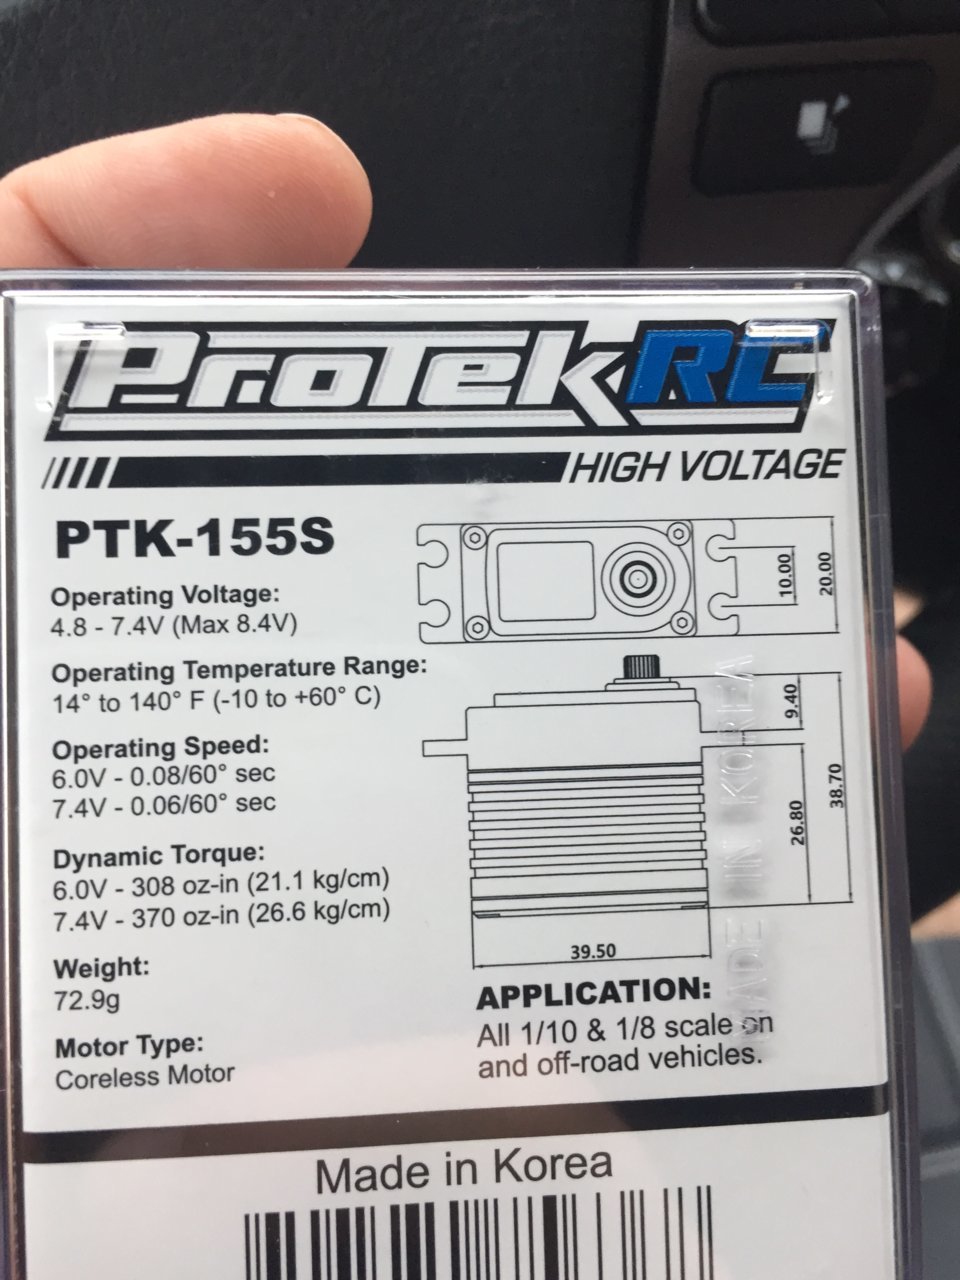 ProTekRC
HIGH VOLTAGE
PTK-155S
Operating Voltage:
4.8 - 7.4V (Max 8.4V)
Operating Temperature Range:
14° to 140° F (-10 to +60° C)
Operating Speed:
6.0V - 0.08/60° sec
7.4V - 0.06/60° sec
Dynamic Torque:
6.0V - 308 oz-in (21.1 kg/cm)
7.4V - 370 oz-in (26.6 kg/cm)
Weight:
72.9g
Motor Type:
Coreless Motor
10.00
20.00
9.40
38.70
26.80
39.50
MADE IN KOREA
APPLICATION:
All 1/10 & 1/8 scale on
and off-road vehicles.
Made in Korea